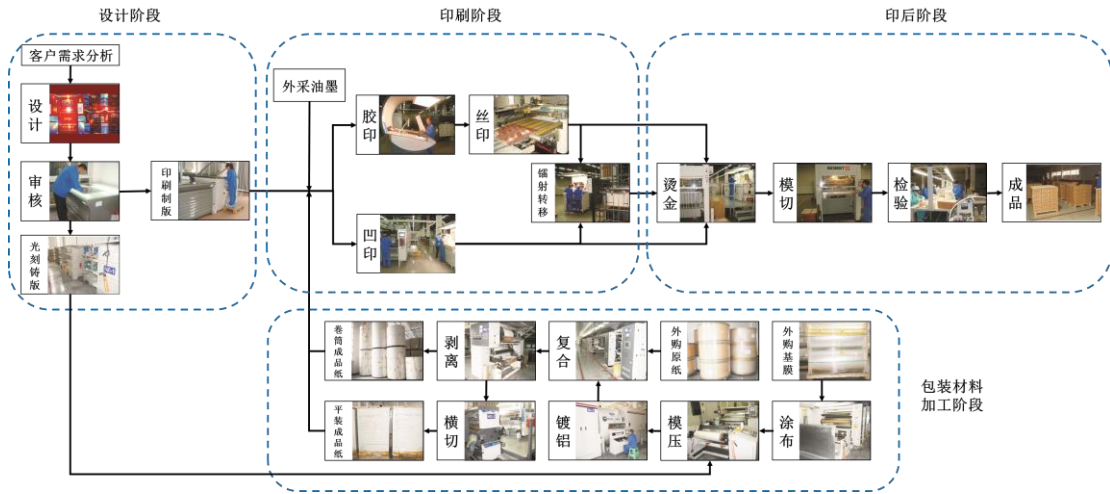 设计阶段
印刷阶段
印后阶段
客户需求分析
设计
审核
印刷制版
光刻铸版
外采油墨
胶印
丝印
镭射转移
凹印
烫金
模切
检验
成品
卷筒成品纸
剥离
复合
外购原纸
外购基膜
平装成品纸
横切
镀铝
模压
涂布
包装材料
加工阶段